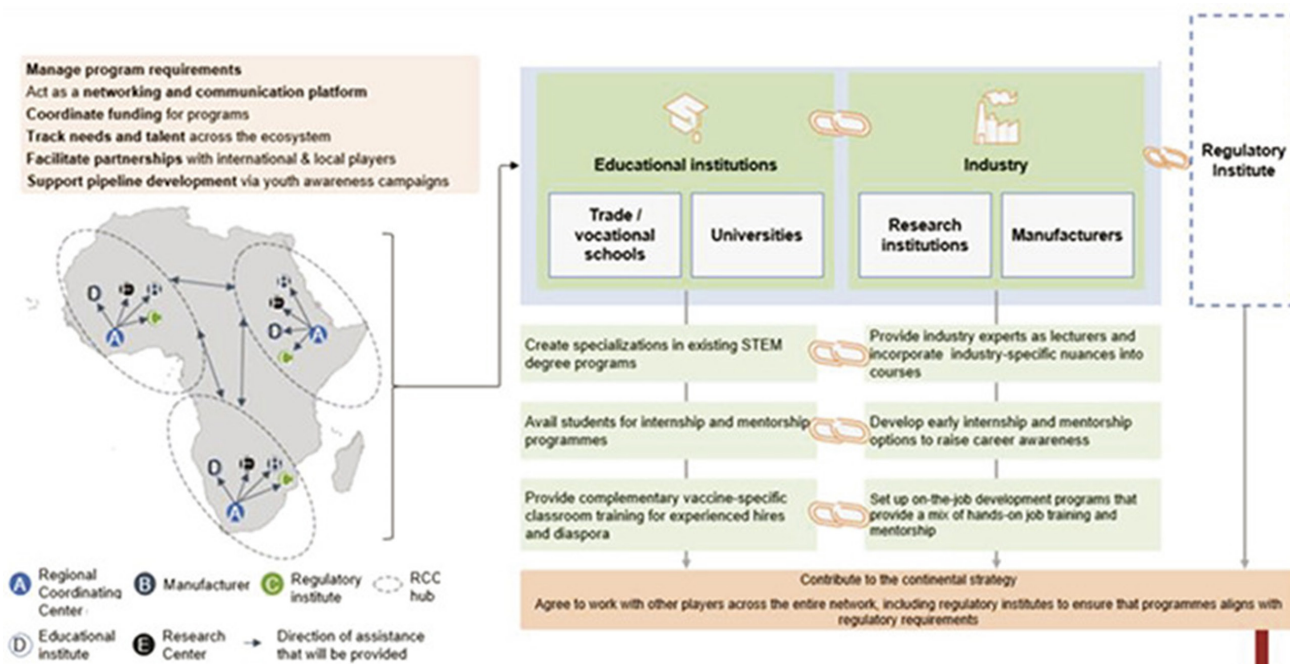 Manage program requirements
Act as a networking and communication platform
Coordinate funding for programs
Track needs and talent across the ecosystem
Facilitate partnerships with international & local players
Support pipeline development via youth awareness campaigns
Educational institutions
Industry
Regulatory
Institute
Trade /
vocational
schools
Universities
Research
institutions
Manufacturers
D
E
B
C
A
B
E
D
A
C
D
E
B
C
A
Create specializations in existing STEM
degree programs
Provide industry experts as lecturers and
incorporate industry-specific nuances into
courses
Avail students for internship and mentorship
programmes
Develop early internship and mentorship
options to raise career awareness
Provide complementary vaccine-specific
classroom training for experienced hires
and diaspora
Set up on-the-job development programs that
provide a mix of hands-on job training and
mentorship
A Regional
Coordinating
Center
B Manufacturer
C Regulatory
institute
RCC
hub
D Educational
institute
E Research
Center
Direction of assistance
that will be provided
Contribute to the continental strategy
Agree to work with other players across the entire network, including regulatory institutes to ensure that programmes aligns with
regulatory requirements